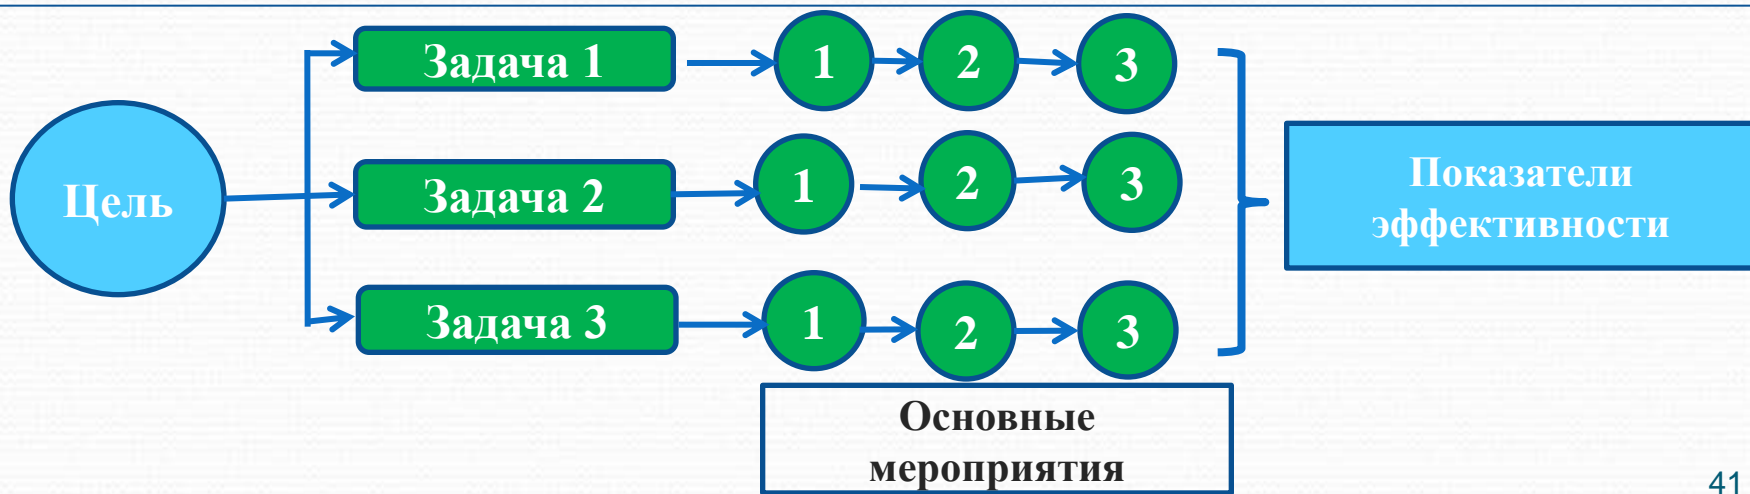 Цель
Задача 1
1
2
3
Задача 2
1
2
3
Задача 3
1
2
3
Основные
мероприятия
Показатели
эффективности
41